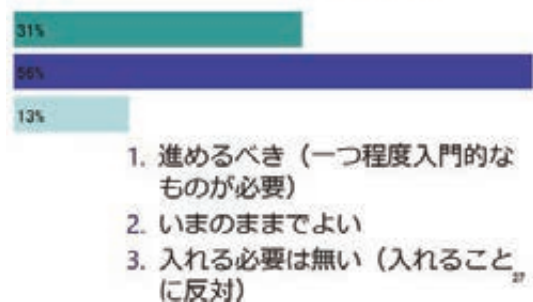 31%
56%
13%
1. 進めるべき（一つ程度入門的な
ものが必要）
2. いまのままでよい
3. 入れる必要は無い（入れること
に反対）
27